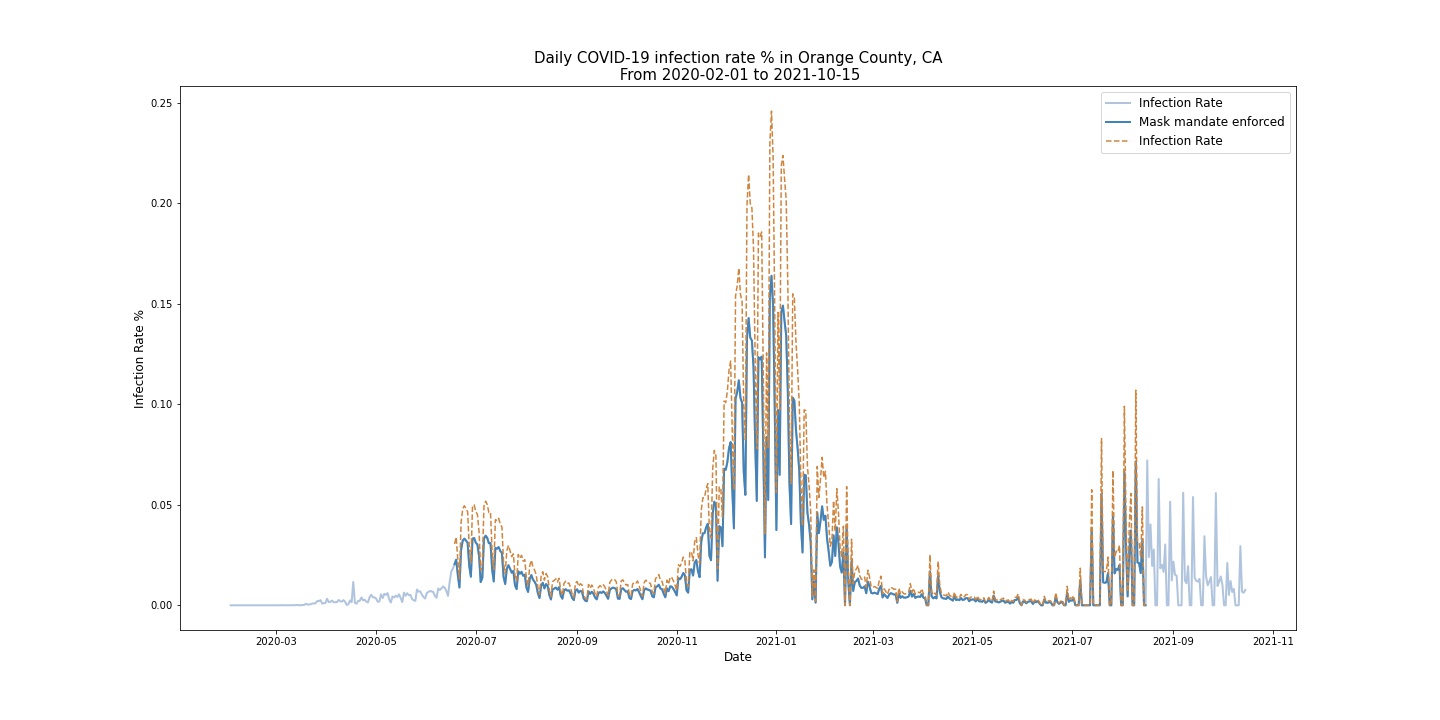 Daily COVID-19 infection rate % in Orange County, CA
From 2020-02-01 to 2021-10-15
Infection Rate
Mask mandate enforced
Infection Rate
Infection Rate %
0.25
0.20
0.15
0.10
0.05
0.00
2020-03 2020-05 2020-07 2020-09 2020-11 2021-01 2021-03 2021-05 2021-07 2021-09 2021-11
Date